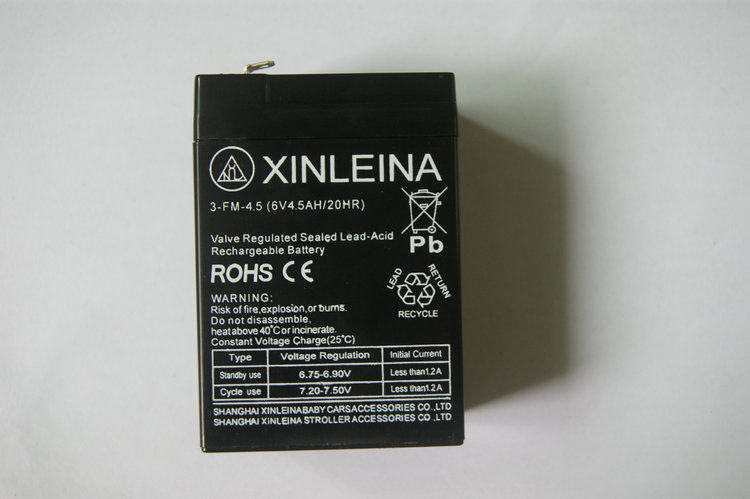 XINLEINA
3-FM-4.5 (6V4.5AH/20HR)
Pb
Valve Regulated Sealed Lead-Acid
Rechargeable Battery
ROHS CE
LEAD RETURN
RECYCLE
WARNING:
Risk of fire,explosion,or burns.
Do not disassemble,
heatabove 40°C or incinerate.
Constant Voltage Charge(25°C)
Type Voltage Regulation Initial Current
Standby use 6.75-6.90V Less than1.2A
Cycle use 7.20-7.50V Less than1.2A
SHANGHAI XINLEINABABY CARSACCESSORIES CO.,LTD
SHANGHAI XINLEINA STROLLER ACCESSORIES CO.,LTD